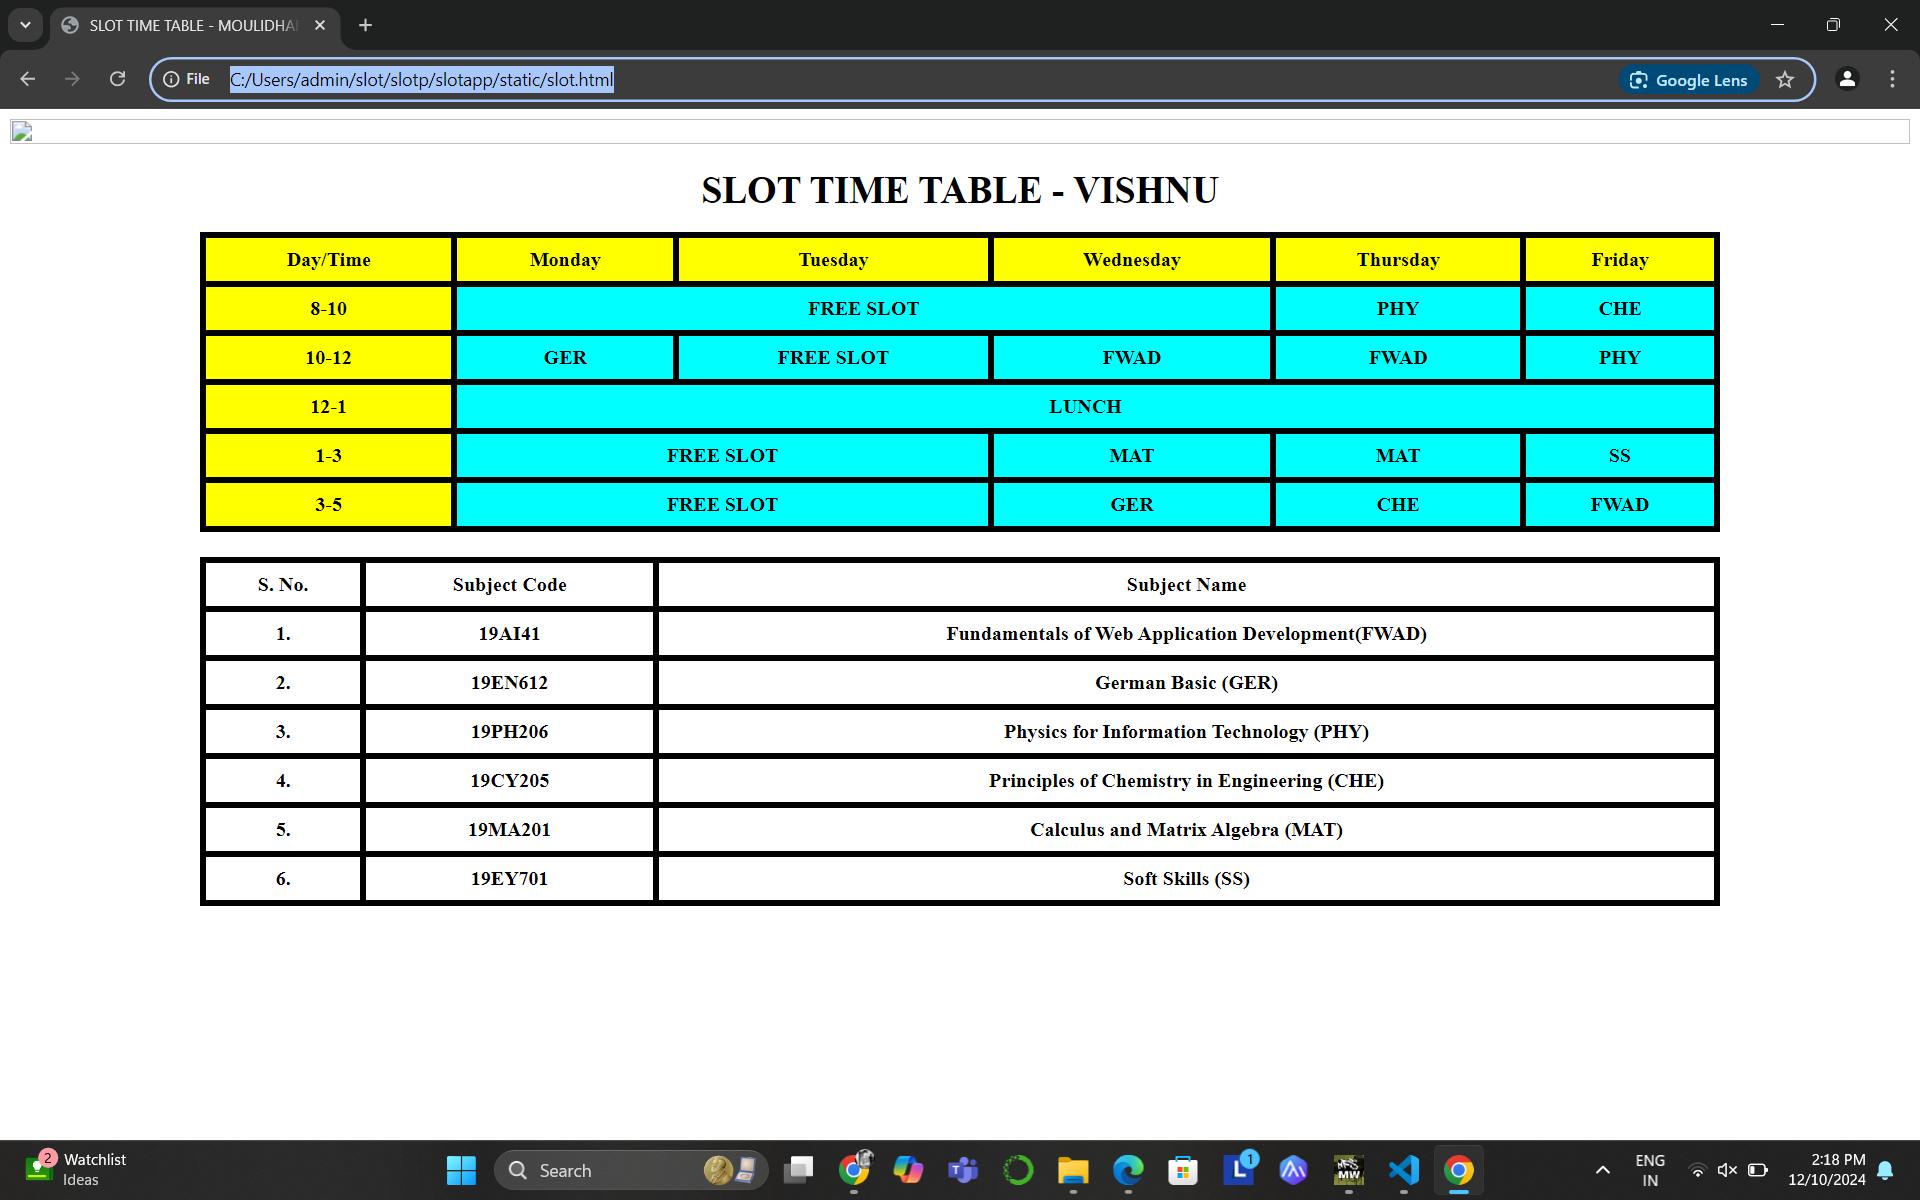 SLOT TIME TABLE - MOULIDHA
File C:/Users/admin/slot/slotp/slotapp/static/slot.html Google Lens
SLOT TIME TABLE - VISHNU
Day/Time Monday Tuesday Wednesday Thursday Friday
8-10 FREE SLOT PHY CHE
10-12 GER FREE SLOT FWAD FWAD PHY
12-1 LUNCH
1-3 FREE SLOT MAT MAT SS
3-5 FREE SLOT GER CHE FWAD
S. No. Subject Code Subject Name
1. 19AI41 Fundamentals of Web Application Development(FWAD)
2. 19EN612 German Basic (GER)
3. 19PH206 Physics for Information Technology (PHY)
4. 19CY205 Principles of Chemistry in Engineering (CHE)
5. 19MA201 Calculus and Matrix Algebra (MAT)
6. 19EY701 Soft Skills (SS)
2
Watchlist
Ideas
Search
T
L 1
MW
ENG
IN
2:18 PM
12/10/2024